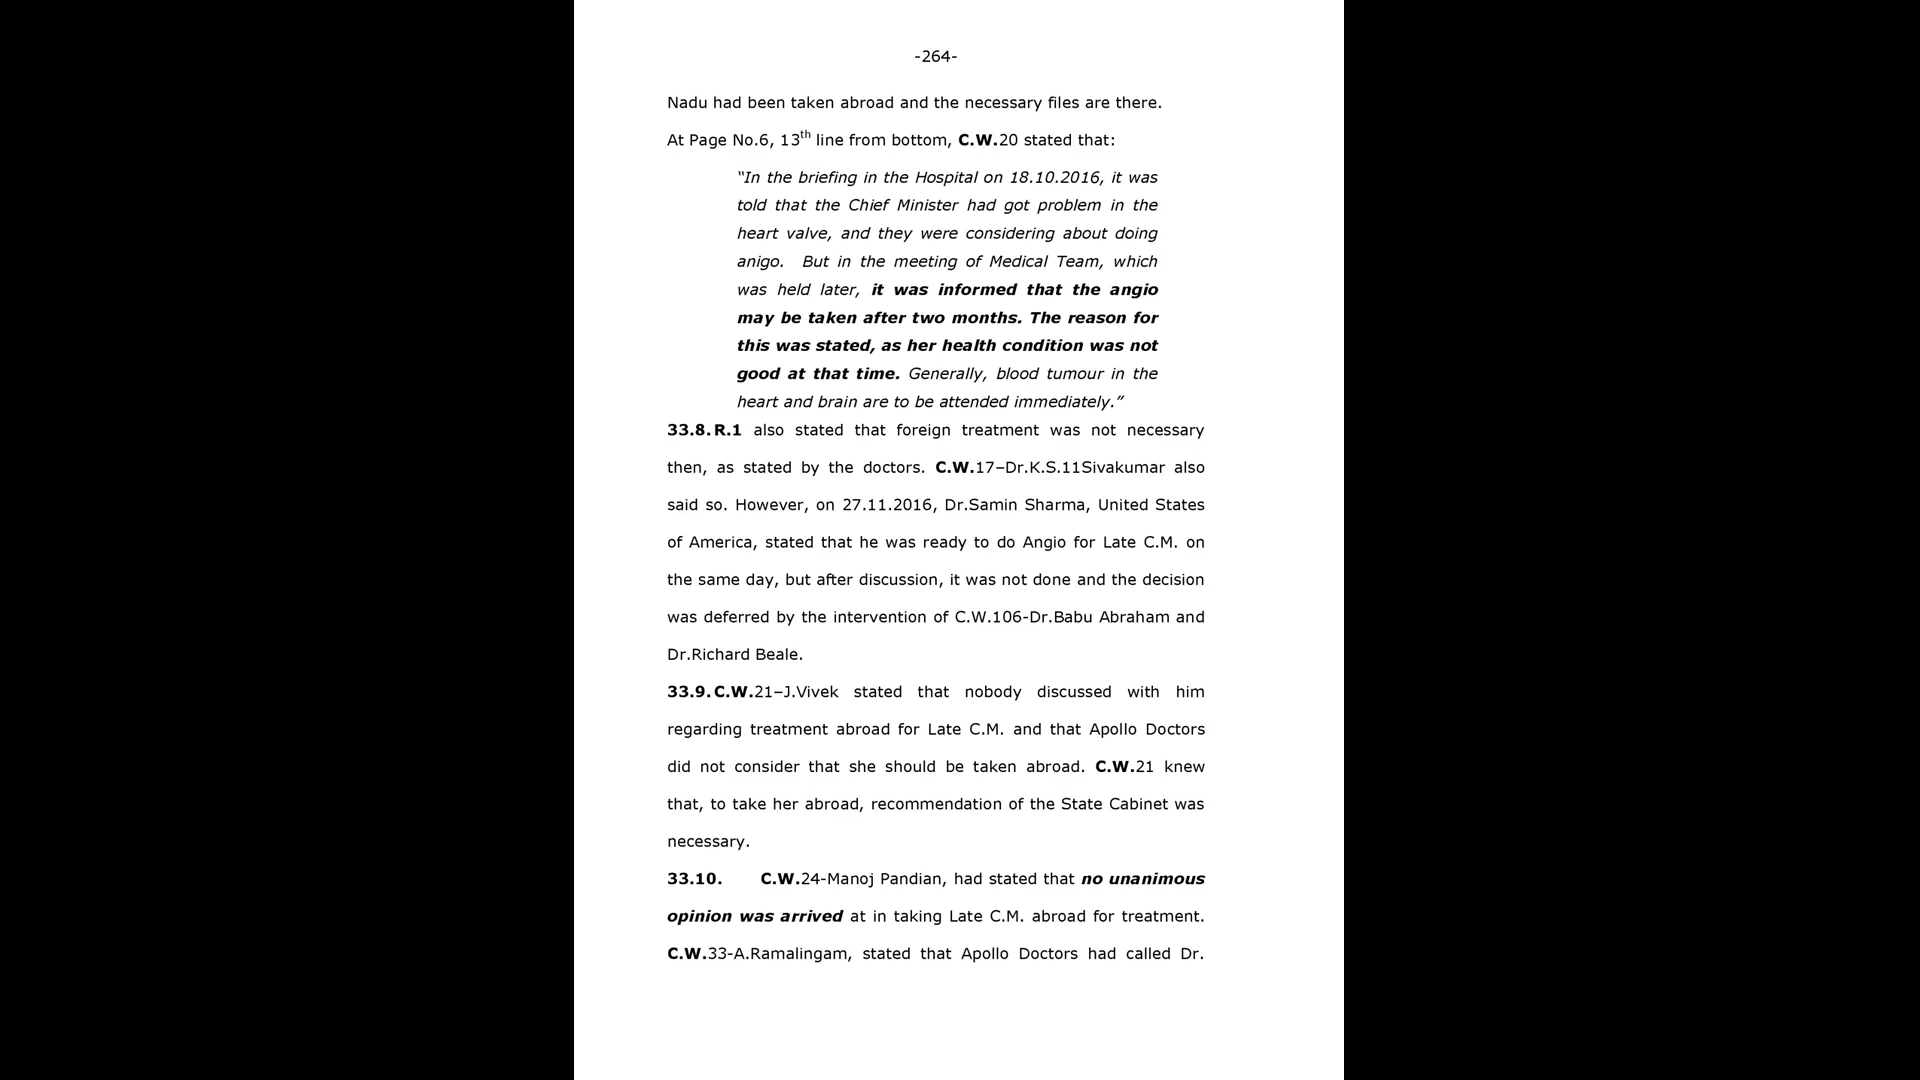 -264-
Nadu had been taken abroad and the necessary files are there.
At Page No.6, 13th line from bottom, C.W.20 stated that:
“In the briefing in the Hospital on 18.10.2016, it was
told that the Chief Minister had got problem in the
heart valve, and they were considering about doing
anigo. But in the meeting of Medical Team, which
was held later, it was informed that the angio
may be taken after two months. The reason for
this was stated, as her health condition was not
good at that time. Generally, blood tumour in the
heart and brain are to be attended immediately.”
33.8. R.1 also stated that foreign treatment was not necessary
then, as stated by the doctors. C.W.17–Dr.K.S.11Sivakumar also
said so. However, on 27.11.2016, Dr.Samin Sharma, United States
of America, stated that he was ready to do Angio for Late C.M. on
the same day, but after discussion, it was not done and the decision
was deferred by the intervention of C.W.106-Dr.Babu Abraham and
Dr.Richard Beale.
33.9. C.W.21–J.Vivek stated that nobody discussed with him
regarding treatment abroad for Late C.M. and that Apollo Doctors
did not consider that she should be taken abroad. C.W.21 knew
that, to take her abroad, recommendation of the State Cabinet was
necessary.
33.10. C.W.24-Manoj Pandian, had stated that no unanimous
opinion was arrived at in taking Late C.M. abroad for treatment.
C.W.33-A.Ramalingam, stated that Apollo Doctors had called Dr.